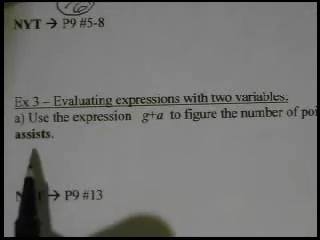 16
NYT → P9 #5-8
Ex 3 – Evaluating expressions with two variables.
a) Use the expression g+a to figure the number of poi
assists.
→ P9 #13